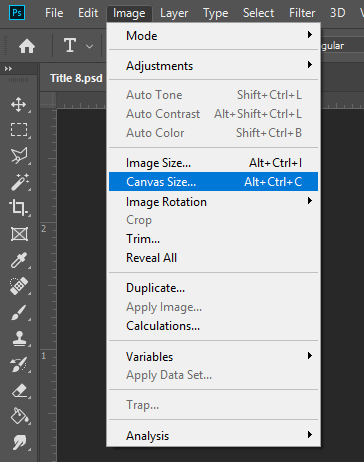 Ps File Edit Image Layer Type Select Filter 3D
T gular
Title 8.psd
Mode
Adjustments
Auto Tone Shift+Ctrl+L
Auto Contrast Alt+Shift+Ctrl+L
Auto Color Shift+Ctrl+B
Image Size... Alt+Ctrl+I
Canvas Size... Alt+Ctrl+C
Image Rotation
Crop
Trim...
Reveal All
2
Duplicate...
Apply Image...
Calculations...
1
Variables
Apply Data Set...
Trap...
Analysis